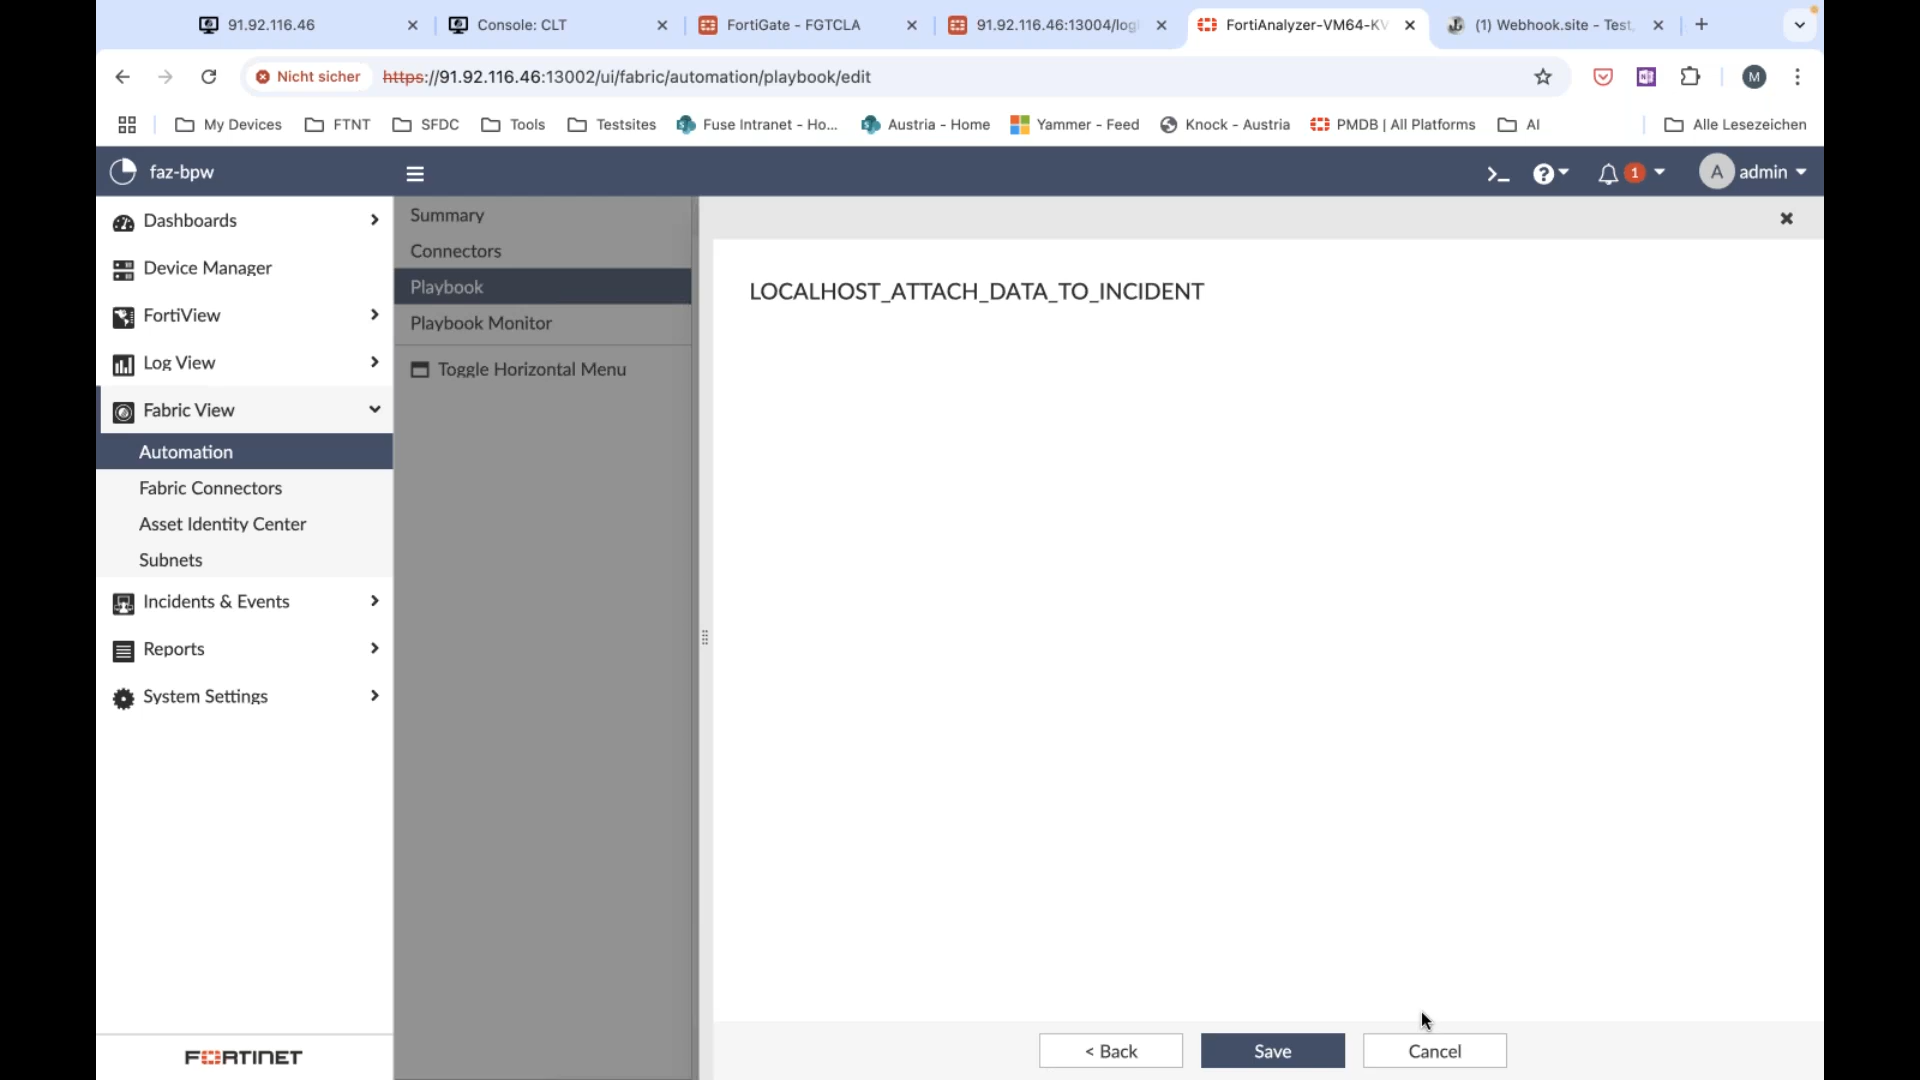 91.92.116.46
Console: CLT
FortiGate - FGTCLA
91.92.116.46:13004/logi
FortiAnalyzer-VM64-KV
(1) Webhook.site - Test,
Nicht sicher
https://91.92.116.46:13002/ui/fabric/automation/playbook/edit
M
My Devices
FTNT
SFDC
Tools
Testsites
Fuse Intranet - Ho...
Austria - Home
Yammer - Feed
Knock - Austria
PMDB | All Platforms
AI
Alle Lesezeichen
faz-bpw
1
A
admin
Dashboards
Device Manager
FortiView
Log View
Fabric View
Automation
Fabric Connectors
Asset Identity Center
Subnets
Incidents & Events
Reports
System Settings
FORTINET
Summary
Connectors
Playbook
Playbook Monitor
Toggle Horizontal Menu
LOCALHOST_ATTACH_DATA_TO_INCIDENT
< Back
Save
Cancel